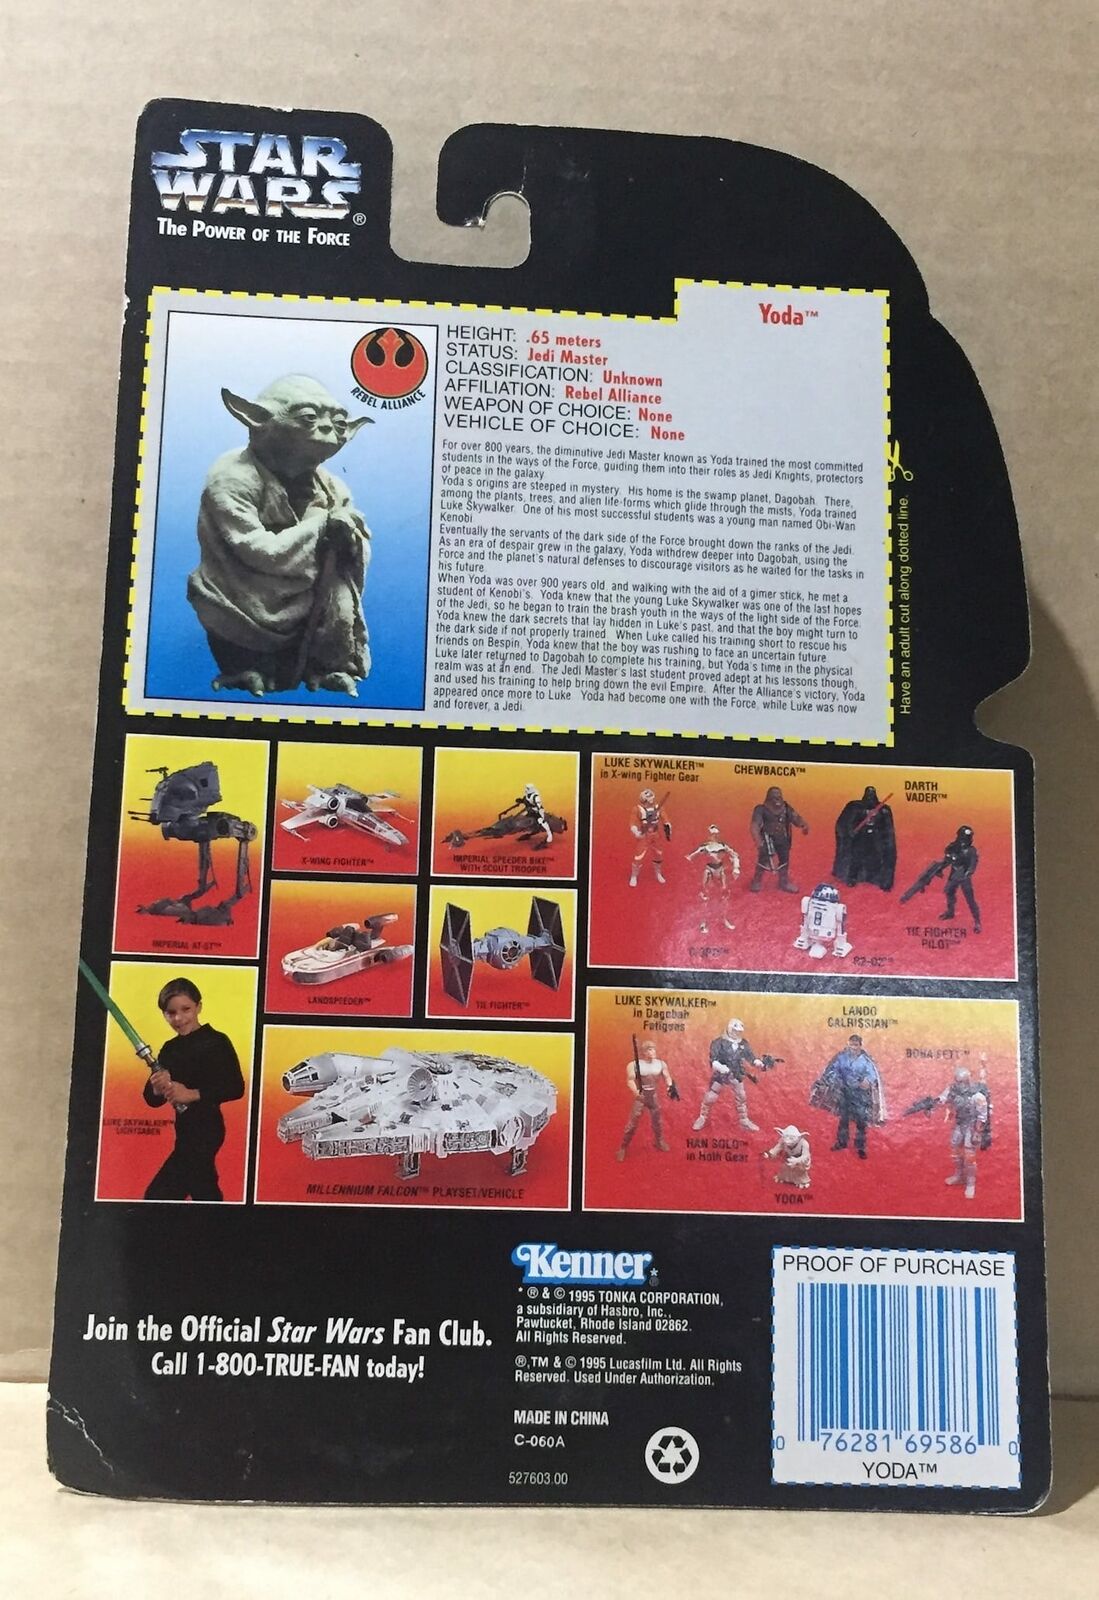 STAR
WARS®
The Power of the Force
Yoda™
REBEL ALLIANCE
HEIGHT: .65 meters
STATUS: Jedi Master
CLASSIFICATION: Unknown
AFFILIATION: Rebel Alliance
WEAPON OF CHOICE: None
VEHICLE OF CHOICE: None
For over 800 years, the diminutive Jedi Master known as Yoda trained the most committed
students in the ways of the Force, guiding them into their roles as Jedi Knights, protectors
of peace in the galaxy.
Yoda's origins are steeped in mystery. His home is the swamp planet, Dagobah. There,
among the plants, trees, and alien life-forms which glide through the mists, Yoda trained
Luke Skywalker. One of his most successful students was a young man named Obi-Wan
Kenobi
Eventually the servants of the dark side of the Force brought down the ranks of the Jedi.
As an era of despair grew in the galaxy, Yoda withdrew deeper into Dagobah, using the
Force and the planet's natural defenses to discourage visitors as he waited for the tasks in
his future.
When Yoda was over 900 years old, and walking with the aid of a gimer stick, he met a
student of Kenobi's. Yoda knew that the young Luke Skywalker was one of the last hopes
of the Jedi, so he began to train the brash youth in the ways of the light side of the Force.
Yoda knew the dark secrets that lay hidden in Luke's past, and that the boy might turn to
the dark side if not properly trained. When Luke called his training short to rescue his
friends on Bespin, Yoda knew that the boy was rushing to face an uncertain future.
Luke later returned to Dagobah to complete his training, but Yoda's time in the physical
realm was at an end. The Jedi Master's last student proved adept at his lessons though,
and used his training to help bring down the evil Empire. After the Alliance's victory, Yoda
appeared once more to Luke. Yoda had become one with the Force, while Luke was now
and forever, a Jedi.
Have an adult cut along dotted line.
IMPERIAL AT-ST™
X-WING FIGHTER™
IMPERIAL SPEEDER BIKE™
WITH SCOUT TROOPER
LANDSPEEDER™
TIE FIGHTER™
LUKE SKYWALKER™
LIGHTSABER
MILLENNIUM FALCON™ PLAYSET/VEHICLE
LUKE SKYWALKER™
in X-wing Fighter Gear
CHEWBACCA™
DARTH
VADER™
C-3PO™
R2-D2™
TIE FIGHTER
PILOT™
LUKE SKYWALKER™
in Dagobah
Fatigues
LANDO
CALRISSIAN™
BOBA FETT™
HAN SOLO™
in Hoth Gear
YODA™
Join the Official Star Wars Fan Club.
Call 1-800-TRUE-FAN today!
Kenner*®
* ® & © 1995 TONKA CORPORATION,
a subsidiary of Hasbro, Inc.,
Pawtucket, Rhode Island 02862.
All Rights Reserved.
®,TM & © 1995 Lucasfilm Ltd. All Rights
Reserved. Used Under Authorization.
MADE IN CHINA
C-060A
527603.00
PROOF OF PURCHASE
0 76281 69586 0
YODA™